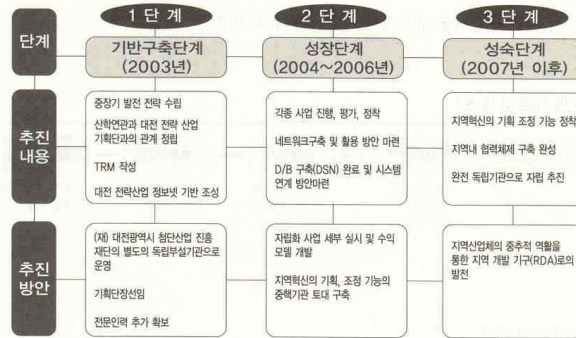 1 단 계
2 단 계
3 단 계
단계
기반구축단계
(2003년)
성장단계
(2004~2006년)
성숙단계
(2007년 이후)
추진
내용
중장기 발전 전략 수립
산학연관과 대전 전략 산업
기획단과의 관계 정립
TRM 작성
대전 전략산업 정보넷 기반 조성
각종 사업 진행, 평가, 정착
네트워크구축 및 활용 방안 마련
D/B 구축(DSN) 완료 및 시스템
연계 방안마련
지역혁신의 기획 조정 기능 정착
지역내 협력체제 구축 완성
완전 독립기관으로 자립 추진
추진
방안
(재) 대전광역시 첨단산업 진흥
재단의 별도의 독립부설기관으로
운영
기획단장선임
전문인력 추가 확보
자립화 사업 세부 실시 및 수익
모델 개발
지역혁신의 기획, 조정 기능의
중핵기관 토대 구축
지역산업체의 중추적 역활을
통한 지역 개발 기구(RDA)로의
발전